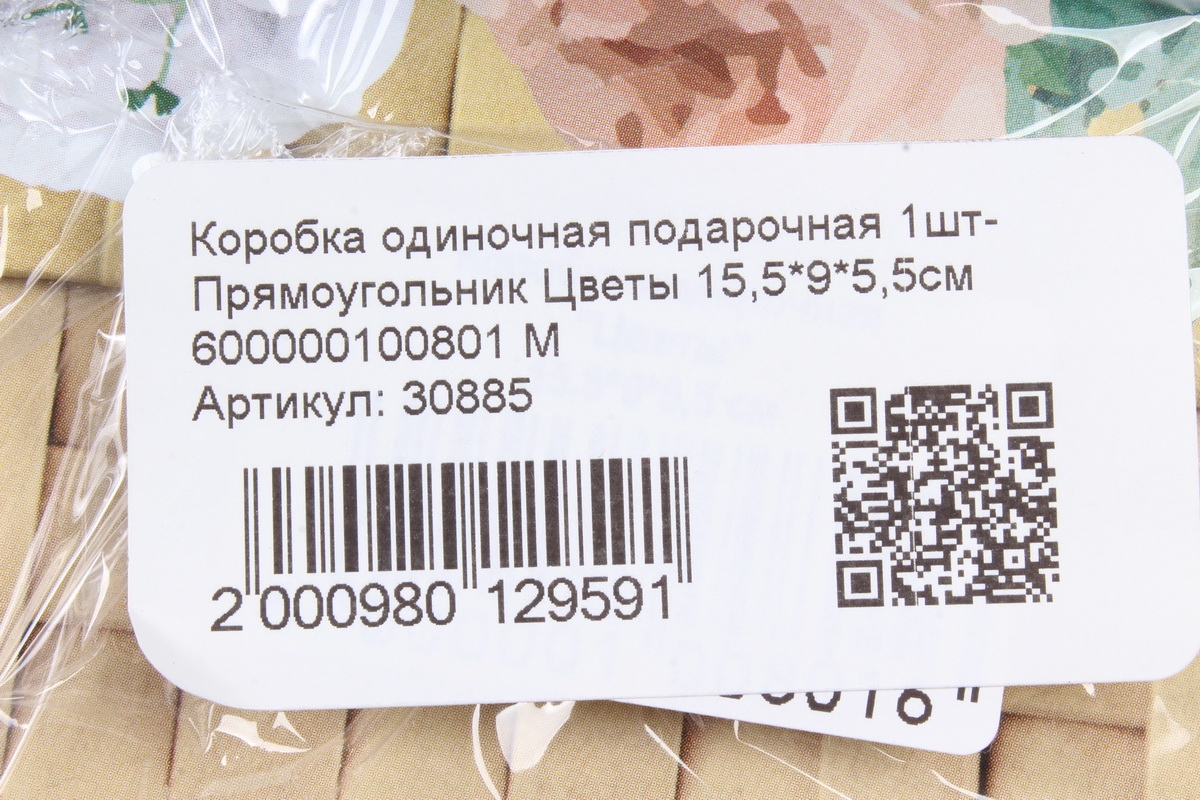 Коробка одиночная подарочная 1шт-
Прямоугольник Цветы 15,5*9*5,5см
600000100801 М
Артикул: 30885
2 000980 129591